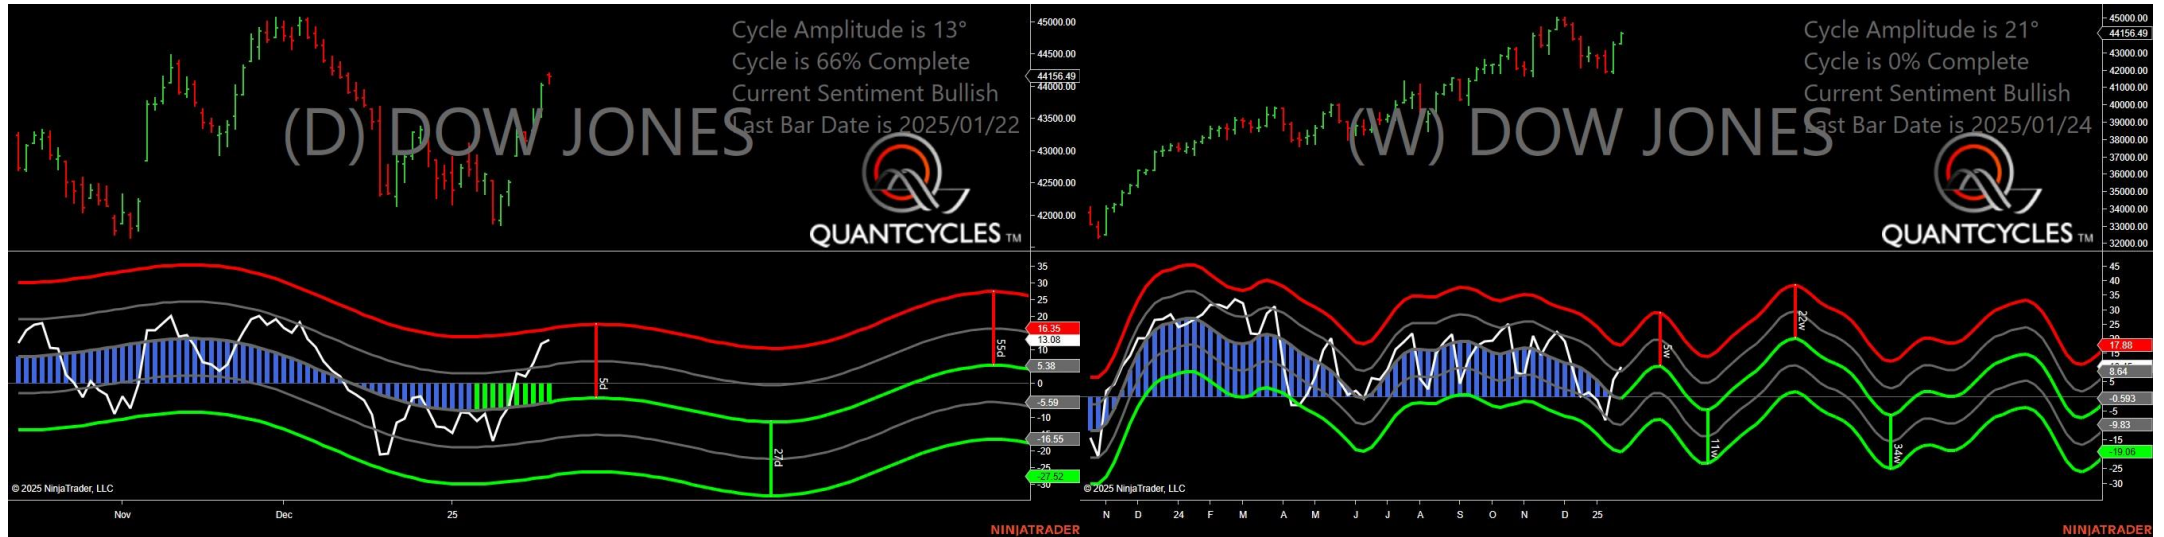 Cycle Amplitude is 13°
Cycle is 66% Complete
Current Sentiment Bullish
Last Bar Date is 2025/01/22
(D) DOW JONES
QUANTCYCLES TM
45000.00
44500.00
44156.49
44000.00
43500.00
43000.00
42500.00
42000.00
35
30
25
20
16.35
13.08
10
5.38
0
-5.59
-10
-16.55
-20
-25
-27.52
-30
5d
27d
55d
© 2025 NinjaTrader, LLC
Nov Dec 25
NINJATRADER
Cycle Amplitude is 21°
Cycle is 0% Complete
Current Sentiment Bullish
Last Bar Date is 2025/01/24
(W) DOW JONES
QUANTCYCLES TM
45000.00
44156.49
43000.00
42000.00
41000.00
40000.00
39000.00
38000.00
37000.00
36000.00
35000.00
34000.00
33000.00
32000.00
45
40
35
30
25
20
17.88
15
8.64
5
-0.593
-5
-9.83
-15
-19.06
-25
-30
5w
11w
22w
34w
© 2025 NinjaTrader, LLC
N D 24 F M A M J J A S O N D 25
NINJATRADER